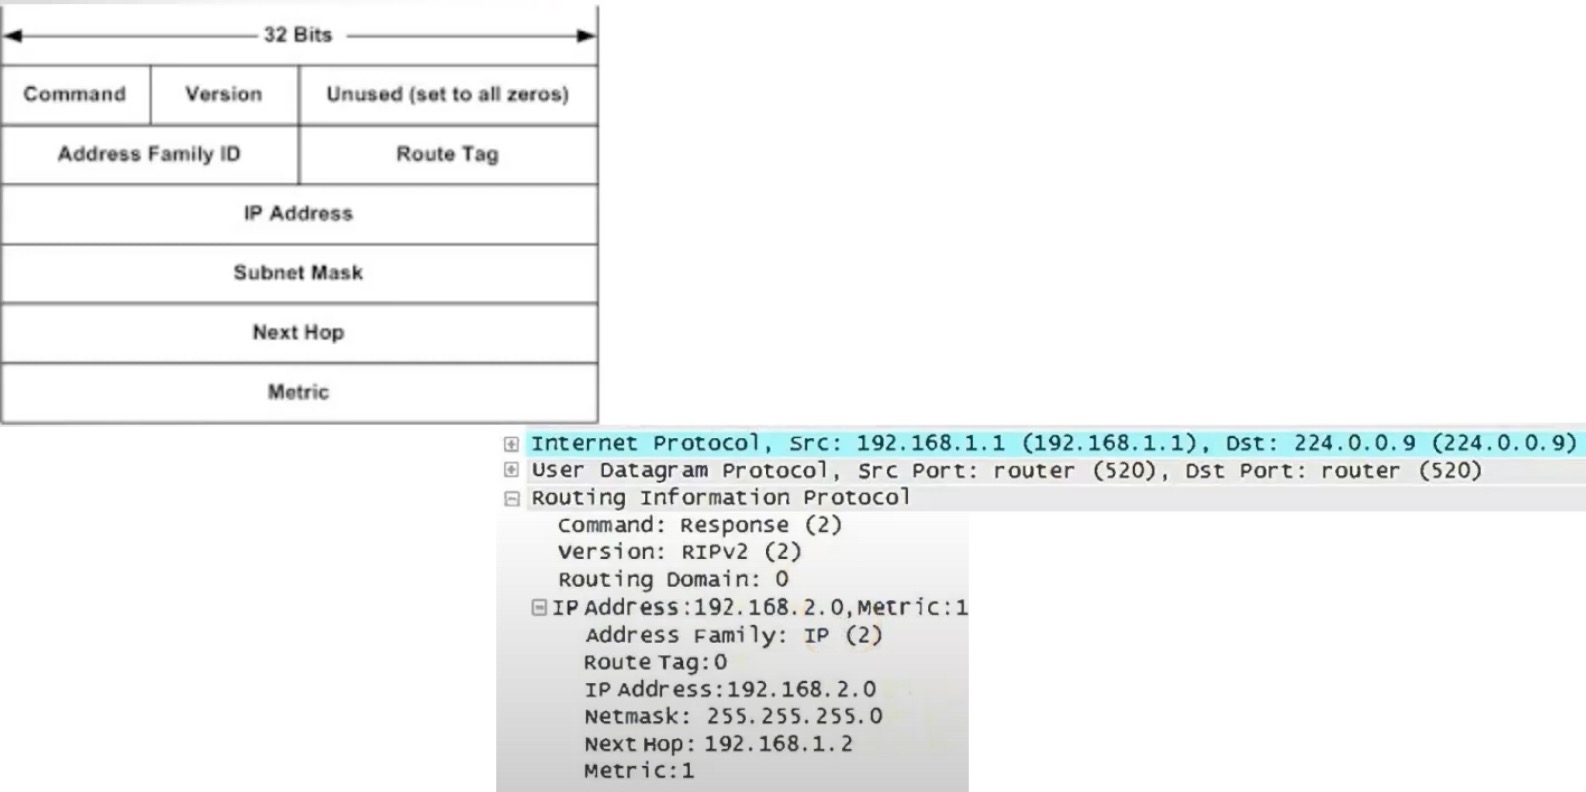 32 Bits
Command Version Unused (set to all zeros)
Address Family ID Route Tag
IP Address
Subnet Mask
Next Hop
Metric
Internet Protocol, Src: 192.168.1.1 (192.168.1.1), Dst: 224.0.0.9 (224.0.0.9)
User Datagram Protocol, Src Port: router (520), Dst Port: router (520)
Routing Information Protocol
Command: Response (2)
Version: RIPv2 (2)
Routing Domain: 0
IP Address:192.168.2.0,Metric:1
Address Family: IP (2)
Route Tag:0
IP Address:192.168.2.0
Netmask: 255.255.255.0
Next Hop: 192.168.1.2
Metric:1